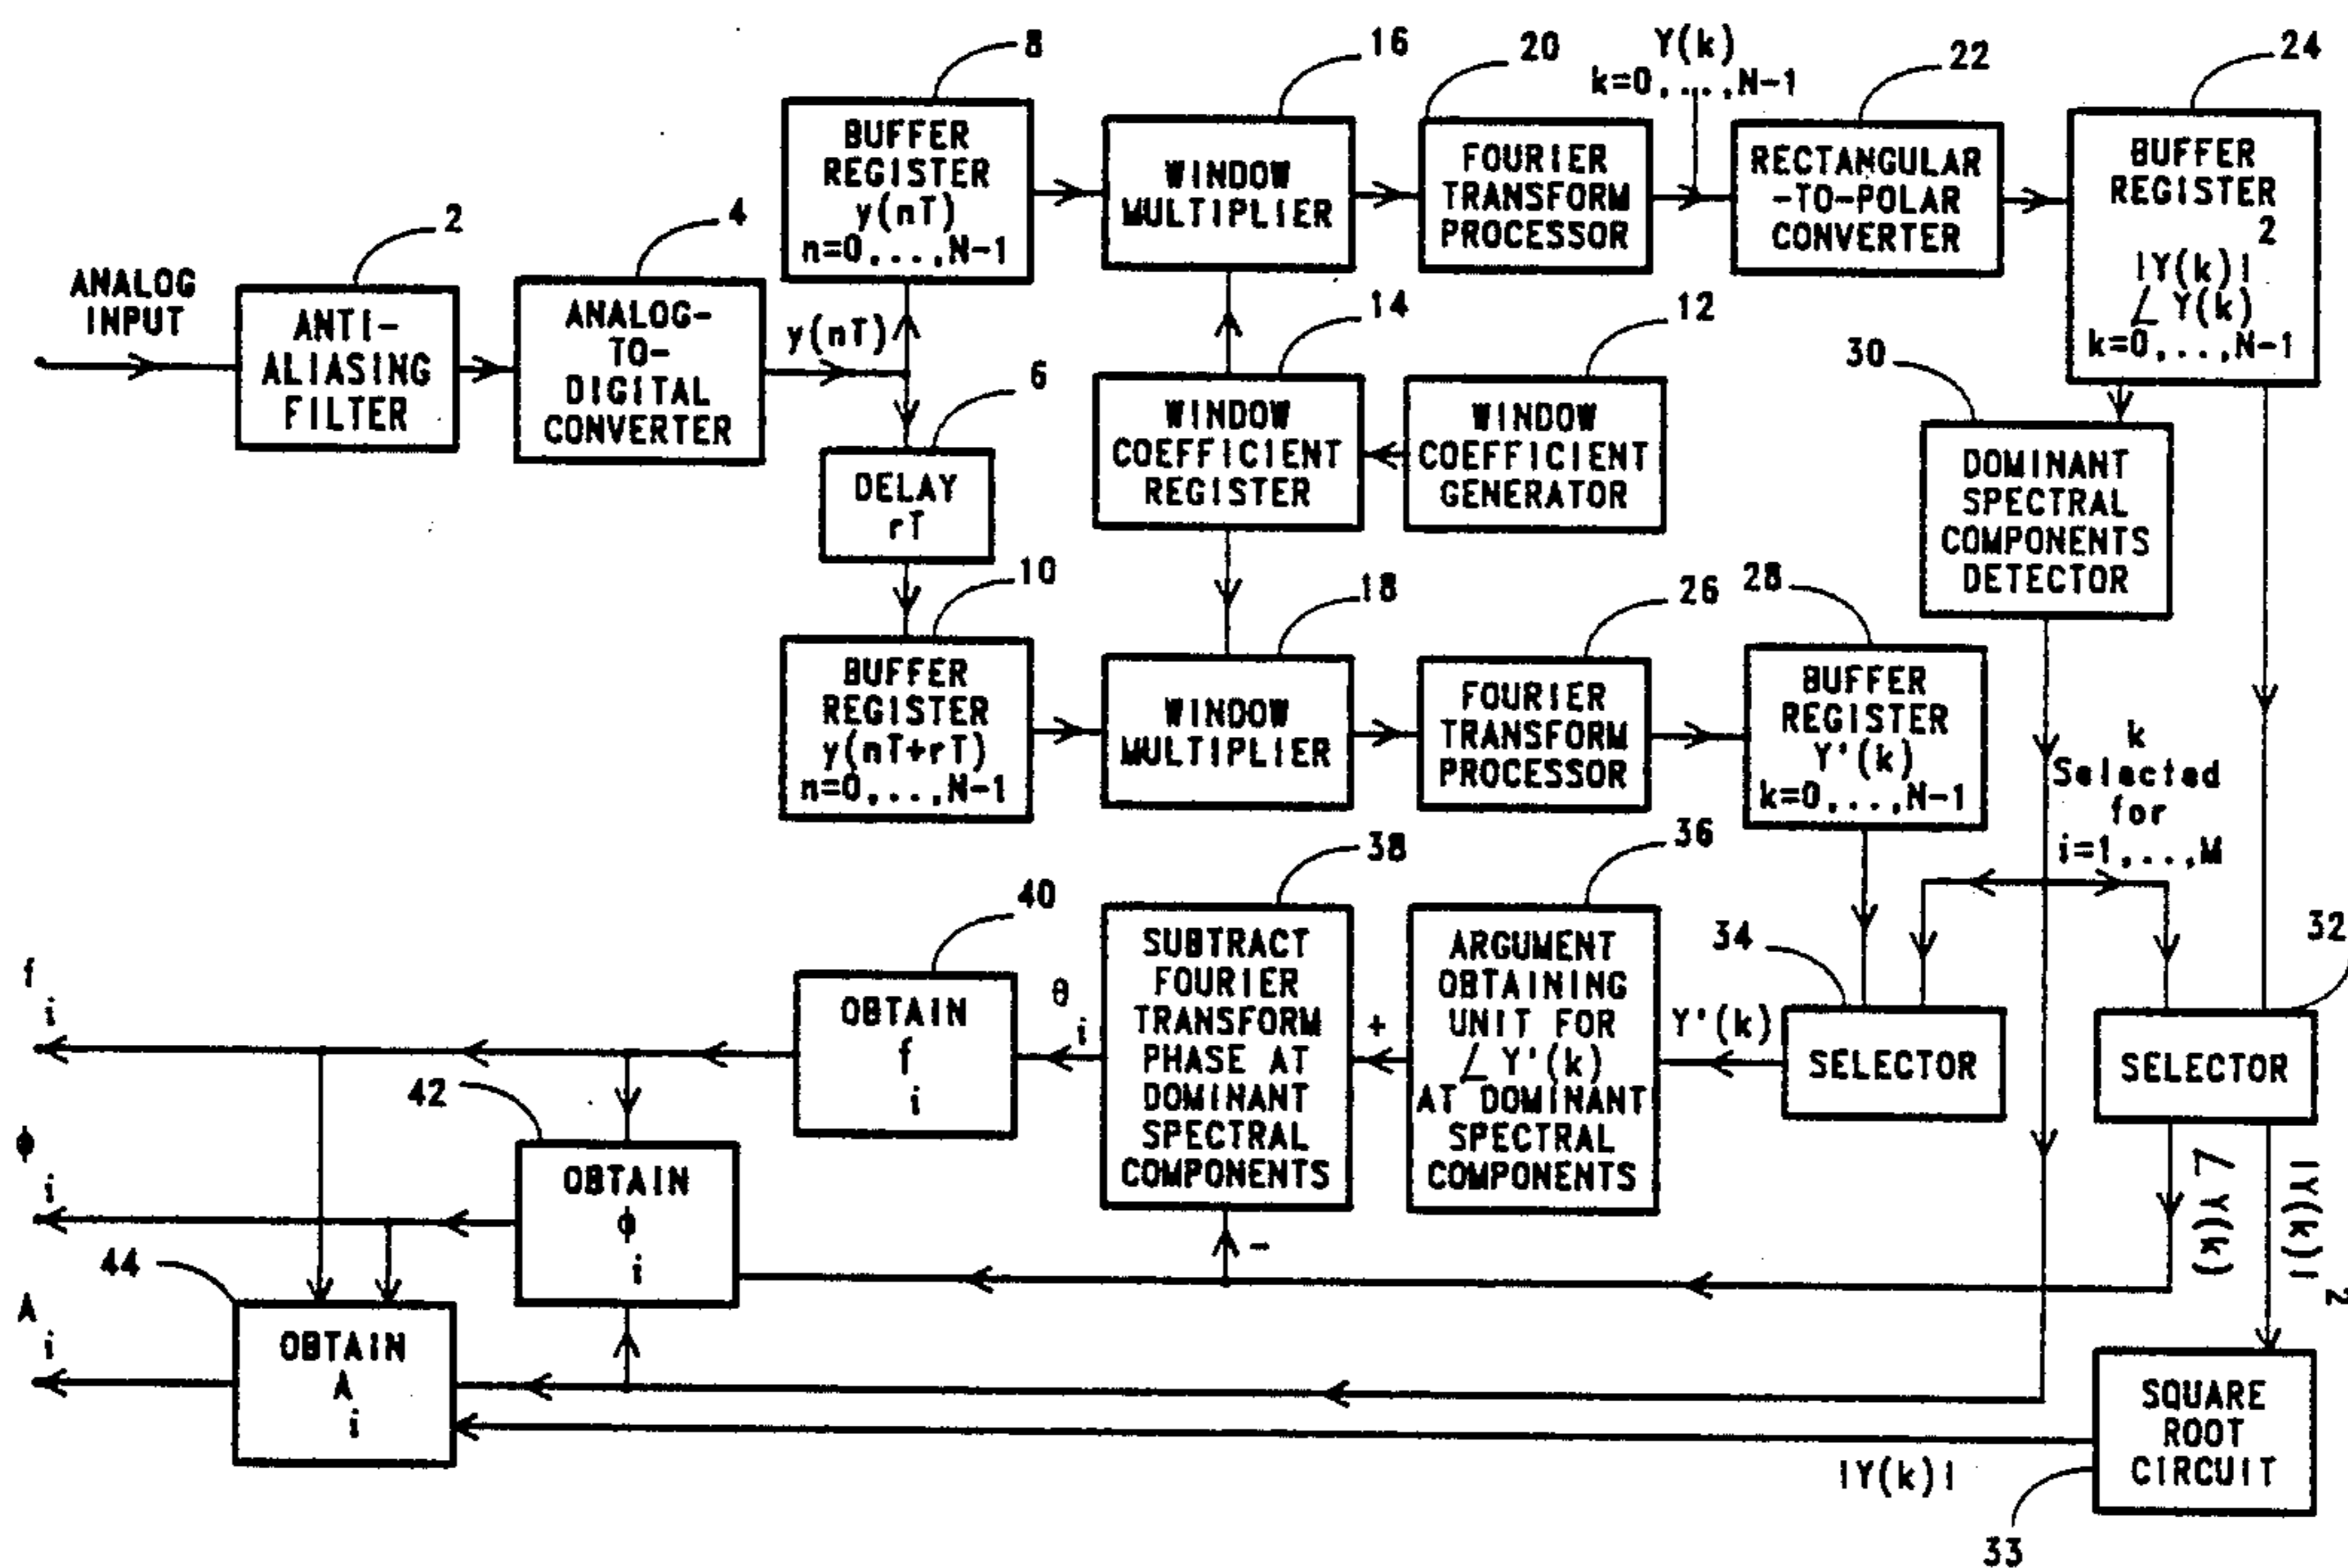 ANALOG
INPUT
2
ANTI-
ALIASING
FILTER
4
ANALOG-
TO-
DIGITAL
CONVERTER
y(nT)
8
BUFFER
REGISTER
y(nT)
n=0,...,N-1
6
DELAY
rT
10
BUFFER
REGISTER
y(nT+rT)
n=0,...,N-1
16
WINDOW
MULTIPLIER
14
WINDOW
COEFFICIENT
REGISTER
12
WINDOW
COEFFICIENT
GENERATOR
18
WINDOW
MULTIPLIER
20
FOURIER
TRANSFORM
PROCESSOR
Y(k)
k=0,...,N-1
22
RECTANGULAR
-TO-POLAR
CONVERTER
24
BUFFER
REGISTER
2
|Y(k)|
∠ Y(k)
k=0,...,N-1
30
DOMINANT
SPECTRAL
COMPONENTS
DETECTOR
26
FOURIER
TRANSFORM
PROCESSOR
28
BUFFER
REGISTER
Y'(k)
k=0,...,N-1
k
Selected
for
i=1,..,M
32
SELECTOR
34
SELECTOR
Y'(k)
36
ARGUMENT
OBTAINING
UNIT FOR
∠ Y'(k)
AT DOMINANT
SPECTRAL
COMPONENTS
+
38
SUBTRACT
FOURIER
TRANSFORM
PHASE AT
DOMINANT
SPECTRAL
COMPONENTS
-
θ
i
40
OBTAIN
f
i
f
i
42
OBTAIN
ϕ
i
ϕ
i
44
OBTAIN
A
i
A
i
∠Y(k)
|Y(k)|
2
SQUARE
ROOT
CIRCUIT
33
|Y(k)|